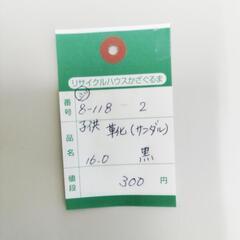 リサイクルハウスかざぐるま
番号 ジ 8-118 2
品名 子供 靴(サンダル)
16.0 黒
値段 300 円